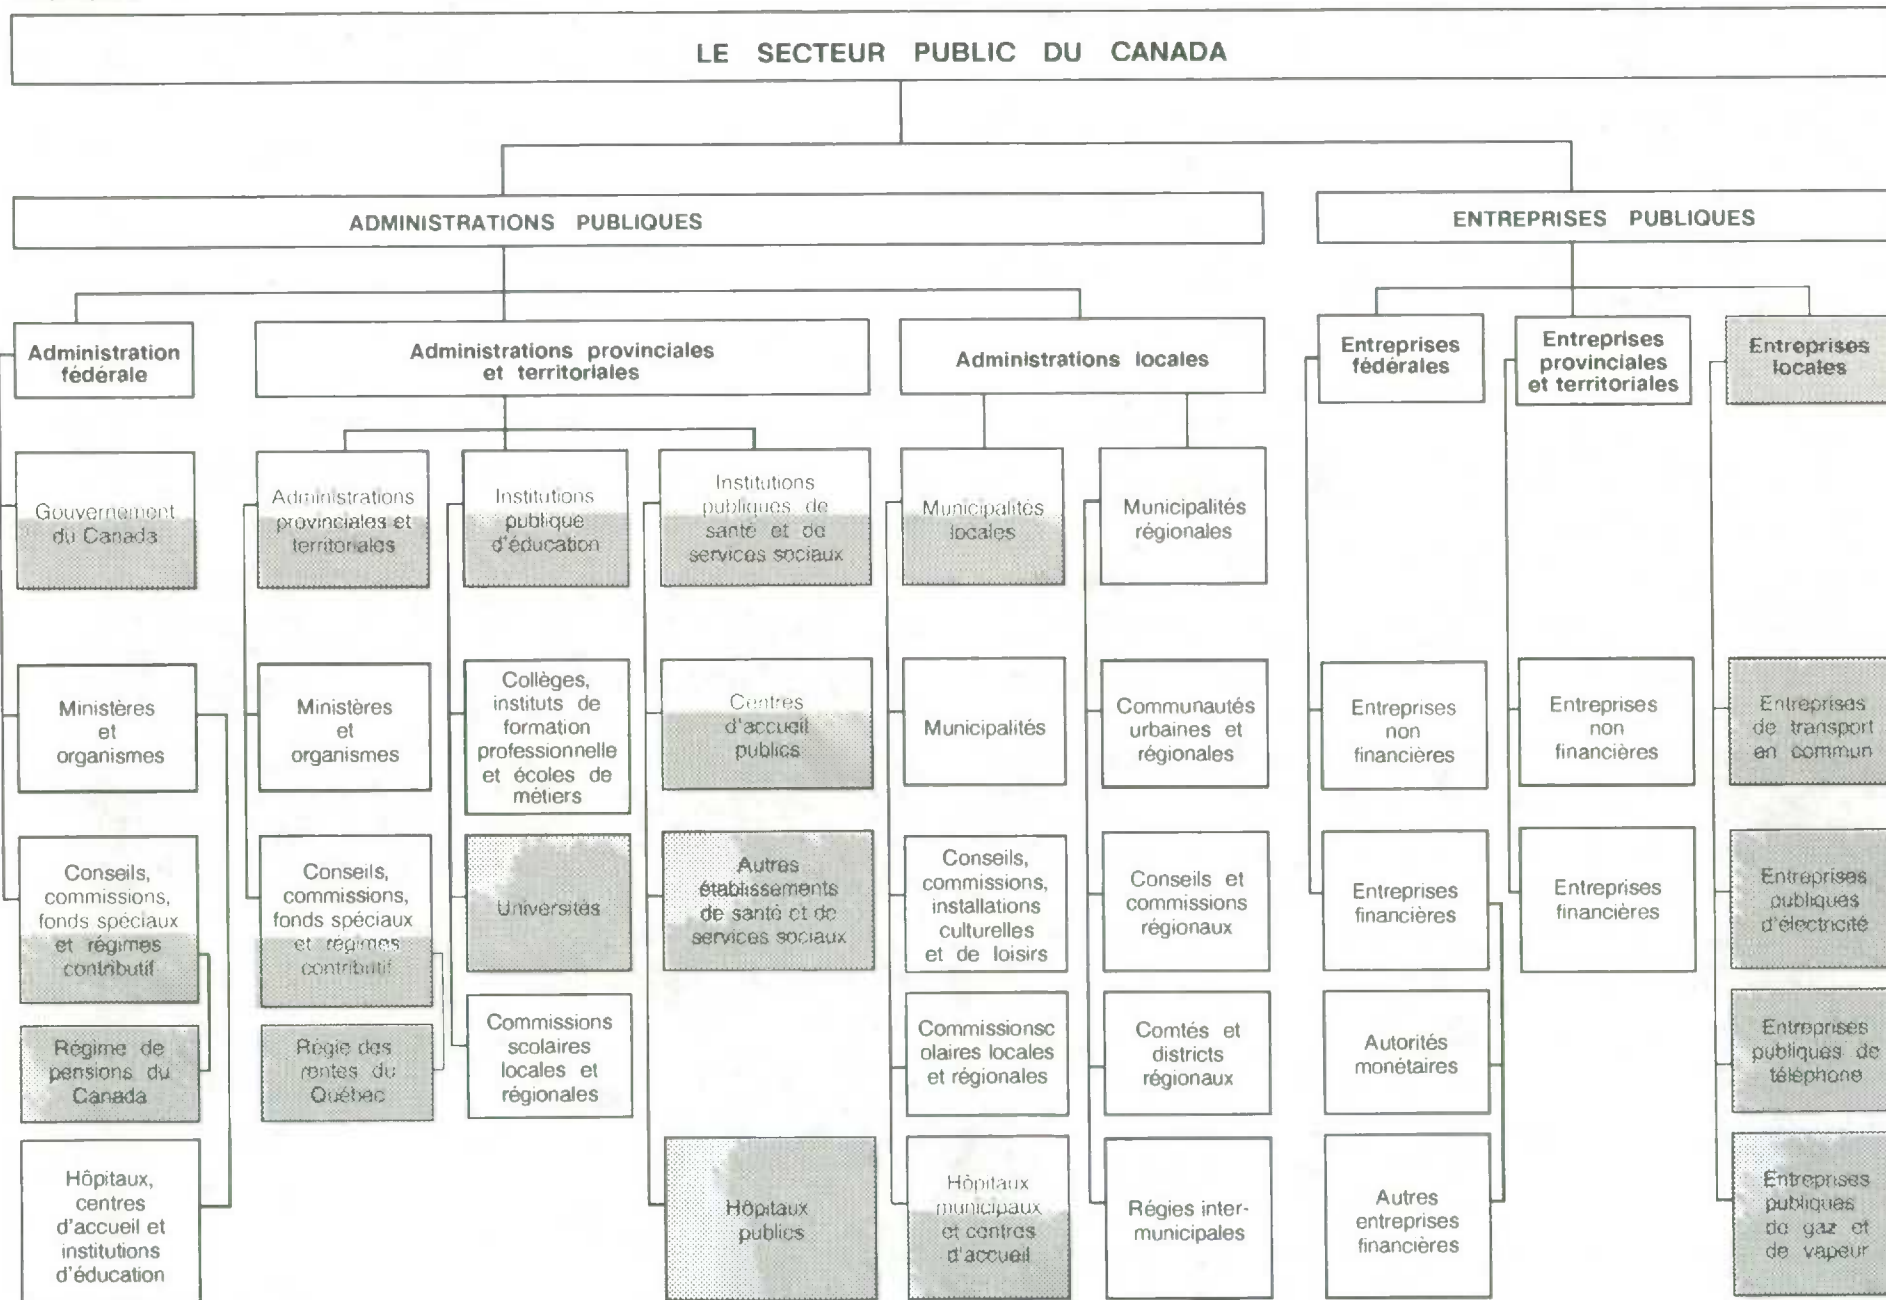 LE SECTEUR PUBLIC DU CANADA
ADMINISTRATIONS PUBLIQUES
ENTREPRISES PUBLIQUES
Administration
fédérale
Administrations provinciales
et territoriales
Administrations locales
Entreprises
fédérales
Entreprises
provinciales
et territoriales
Entreprises
locales
Gouvernement
du Canada
Administrations
provinciales et
territoriales
Institutions
publique
d'éducation
Institutions
publiques de
santé et de
services sociaux
Municipalités
locales
Municipalités
régionales
Ministères
et
organismes
Ministères
et
organismes
Collèges,
instituts de
formation
professionnelle
et écoles de
métiers
Centres
d'accueil
publics
Municipalités
Communautés
urbaines et
régionales
Entreprises
non
financières
Entreprises
non
financières
Entreprises
de transport
en commun
Conseils,
commissions,
fonds spéciaux
et régimes
contributif
Conseils,
commissions,
fonds spéciaux
et régimes
contributif
Universités
Autres
établissements
de santé et de
services sociaux
Conseils,
commissions,
installations
culturelles
et de loisirs
Conseils et
commissions
régionaux
Entreprises
financières
Entreprises
financières
Entreprises
publiques
d'électricité
Régime de
pensions du
Canada
Régie des
rentes du
Québec
Commissions
scolaires
locales et
régionales
Commissionsc
olaires locales
et régionales
Comtés et
districts
régionaux
Autorités
monétaires
Entreprises
publiques de
téléphone
Hôpitaux,
centres
d'accueil et
institutions
d'éducation
Hôpitaux
publics
Hôpitaux
municipaux
et centres
d'accueil
Régies inter-
municipales
Autres
entreprises
financières
Entreprises
publiques
de gaz et
de vapeur